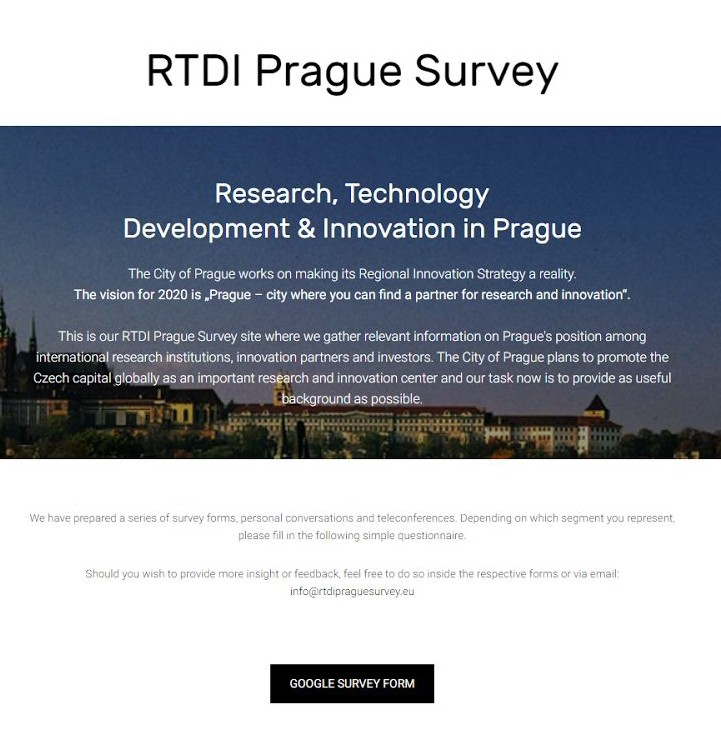 RTDI Prague Survey
Research, Technology
Development & Innovation in Prague
The City of Prague works on making its Regional Innovation Strategy a reality.
The vision for 2020 is „Prague – city where you can find a partner for research and innovation“.
This is our RTDI Prague Survey site where we gather relevant information on Prague's position among
international research institutions, innovation partners and investors. The City of Prague plans to promote the
Czech capital globally as an important research and innovation center and our task now is to provide as useful
background as possible.
We have prepared a series of survey forms, personal conversations and teleconferences. Depending on which segment you represent,
please fill in the following simple questionnaire.
Should you wish to provide more insight or feedback, feel free to do so inside the respective forms or via email:
info@rtdipraguesurvey.eu
GOOGLE SURVEY FORM